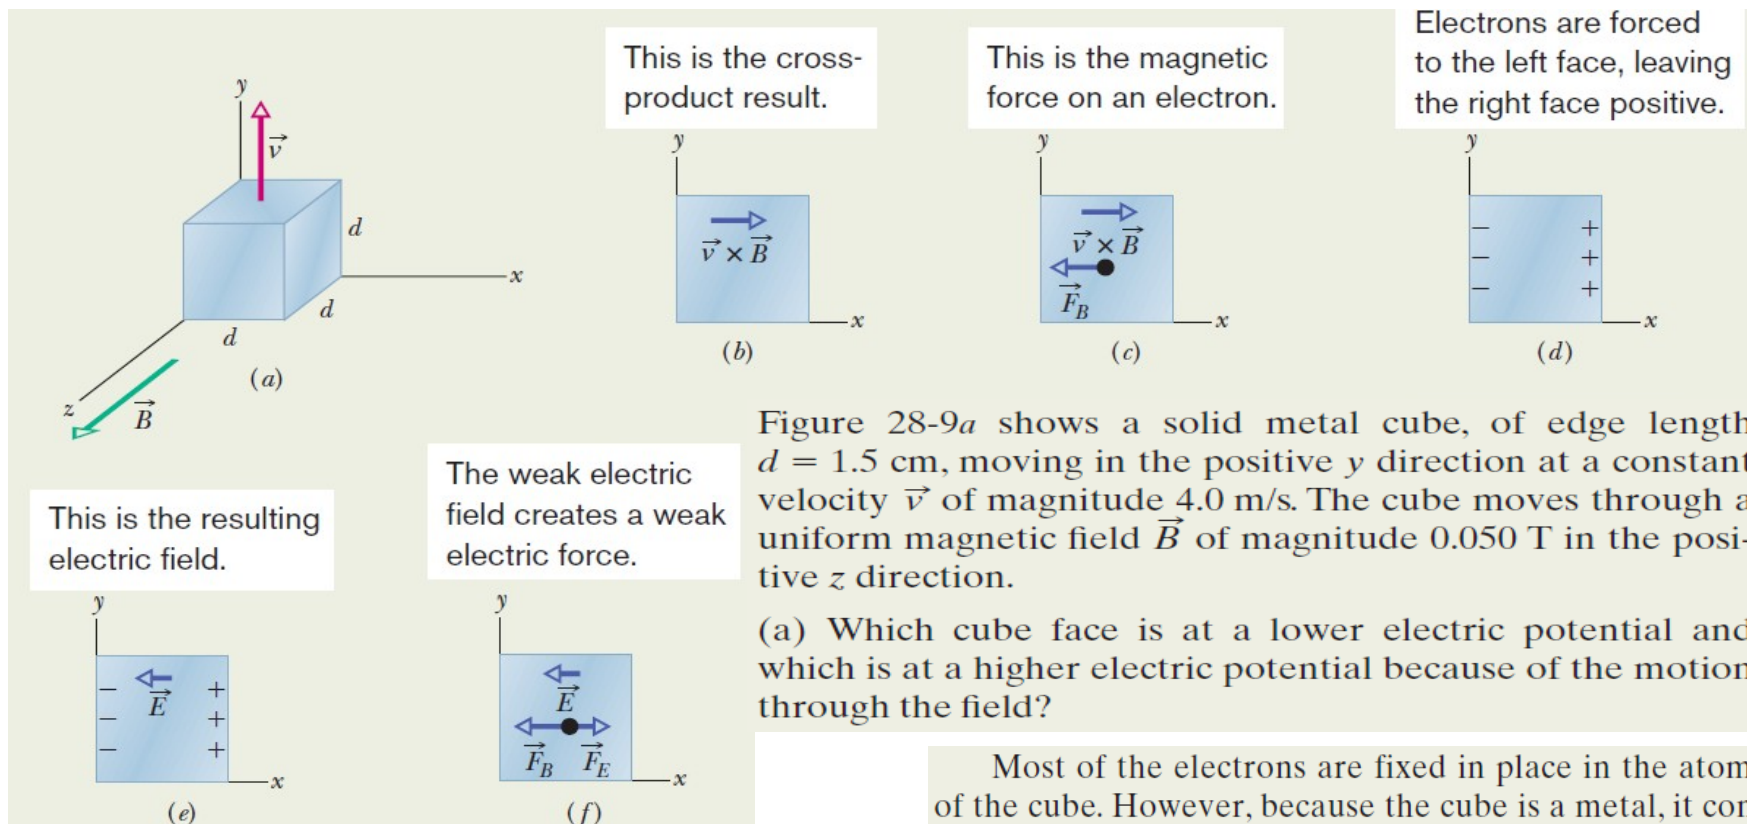 This is the cross-
product result.
This is the magnetic
force on an electron.
Electrons are forced
to the left face, leaving
the right face positive.
y
v
d
x
d
d
z
B
(a)
y
v × B
x
(b)
y
v × B
F_B
x
(c)
y
– +
– +
– +
x
(d)
Figure 28-9a shows a solid metal cube, of edge length
d = 1.5 cm, moving in the positive y direction at a constant
velocity v of magnitude 4.0 m/s. The cube moves through a
uniform magnetic field B of magnitude 0.050 T in the posi-
tive z direction.
(a) Which cube face is at a lower electric potential and
which is at a higher electric potential because of the motion
through the field?
This is the resulting
electric field.
y
– E +
– +
– +
x
(e)
The weak electric
field creates a weak
electric force.
y
E
F_B F_E
x
(f)
Most of the electrons are fixed in place in the atom
of the cube. However, because the cube is a metal, it con